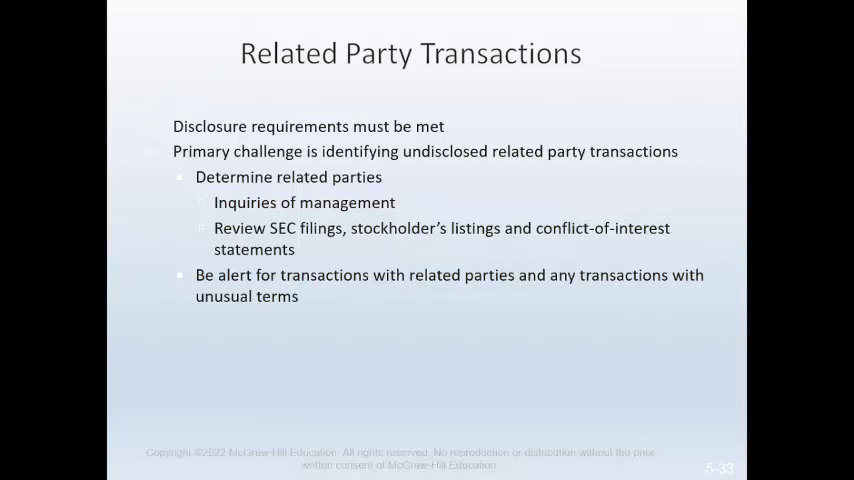 Related Party Transactions
Disclosure requirements must be met
Primary challenge is identifying undisclosed related party transactions
Determine related parties
Inquiries of management
Review SEC filings, stockholder's listings and conflict-of-interest
statements
Be alert for transactions with related parties and any transactions with
unusual terms
Copyright ©2022 McGraw-Hill Education. All rights reserved. No reproduction or distribution without the prior
written consent of McGraw-Hill Education.
5-33